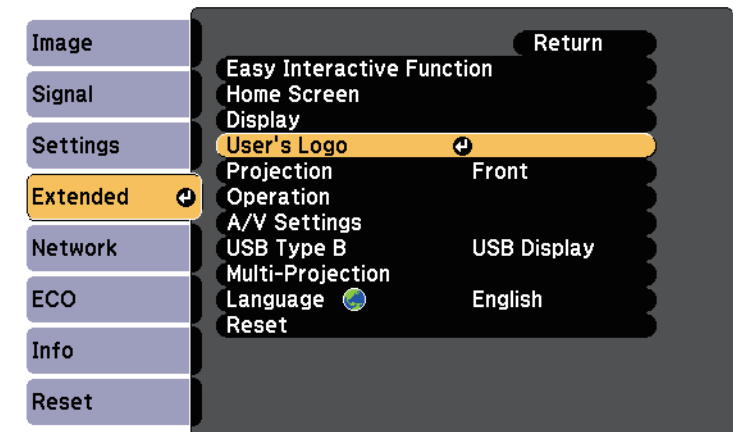 Image
Signal
Settings
Extended
Network
ECO
Info
Reset
Return
Easy Interactive Function
Home Screen
Display
User's Logo
Projection Front
Operation
A/V Settings
USB Type B USB Display
Multi-Projection
Language English
Reset